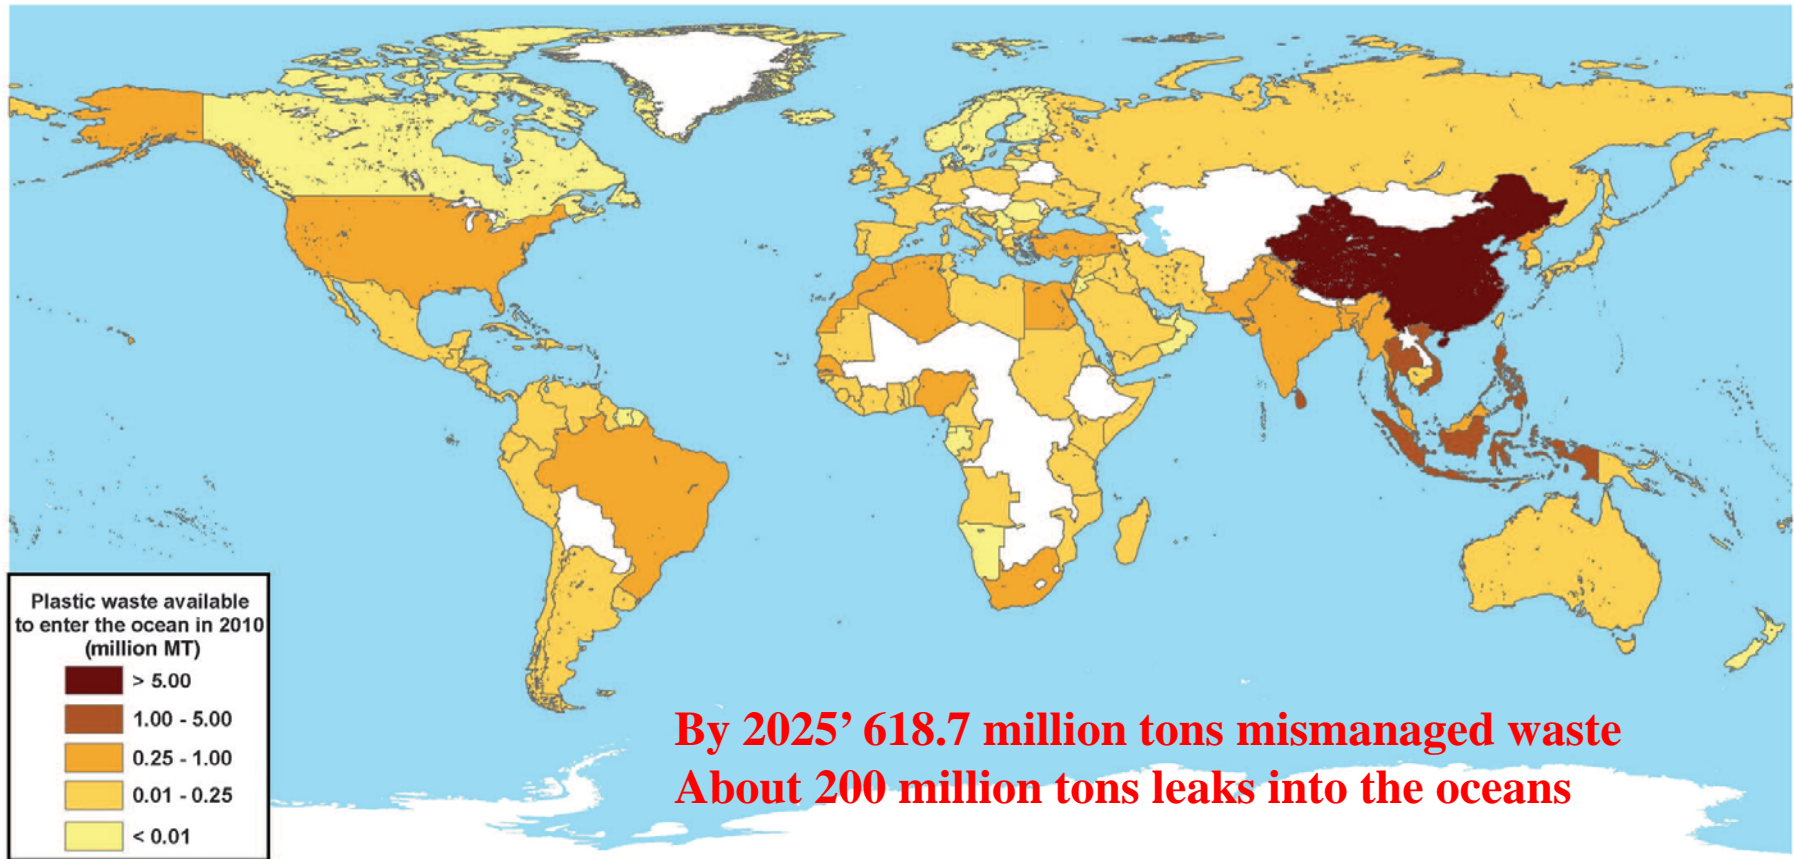 Plastic waste available
to enter the ocean in 2010
(million MT)
> 5.00
1.00 - 5.00
0.25 - 1.00
0.01 - 0.25
< 0.01
By 2025’ 618.7 million tons mismanaged waste
About 200 million tons leaks into the oceans